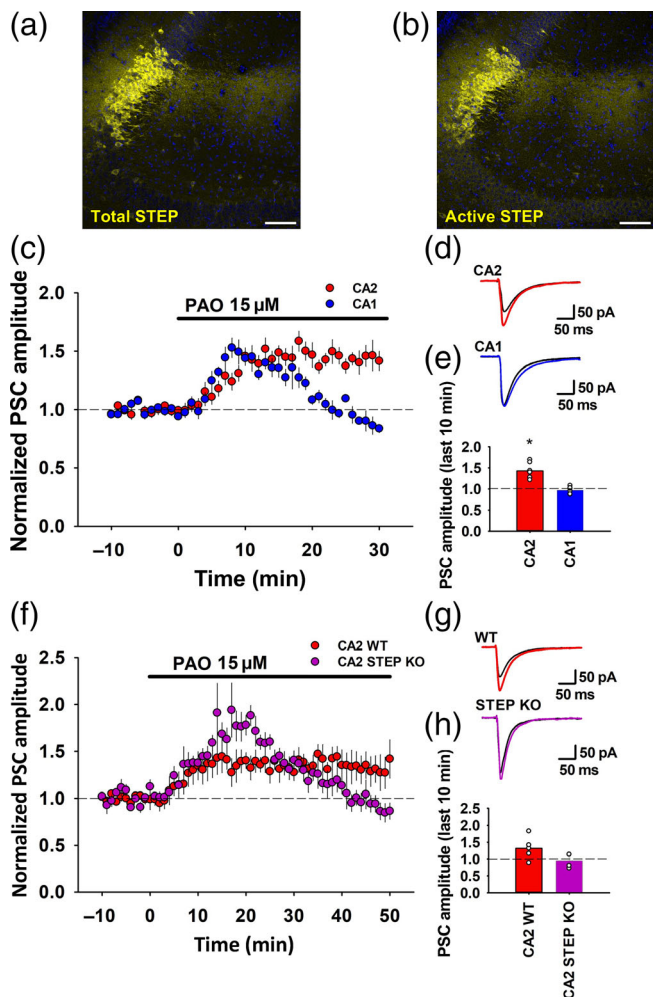 (a)
(b)
Total STEP
Active STEP
(c)
Normalized PSC amplitude
2.0
1.5
1.0
0.5
0.0
PAO 15 µM
CA2
CA1
–10
0
10
20
30
Time (min)
(d)
CA2
50 pA
50 ms
(e)
CA1
50 pA
50 ms
PSC amplitude (last 10 min)
2.0
1.5
1.0
0.5
0.0
*
CA2
CA1
(f)
Normalized PSC amplitude
2.5
2.0
1.5
1.0
0.5
0.0
PAO 15 µM
CA2 WT
CA2 STEP KO
–10
0
10
20
30
40
50
Time (min)
(g)
WT
50 pA
50 ms
(h)
STEP KO
50 pA
50 ms
PSC amplitude (last 10 min)
2.5
2.0
1.5
1.0
0.5
0.0
CA2 WT
CA2 STEP KO